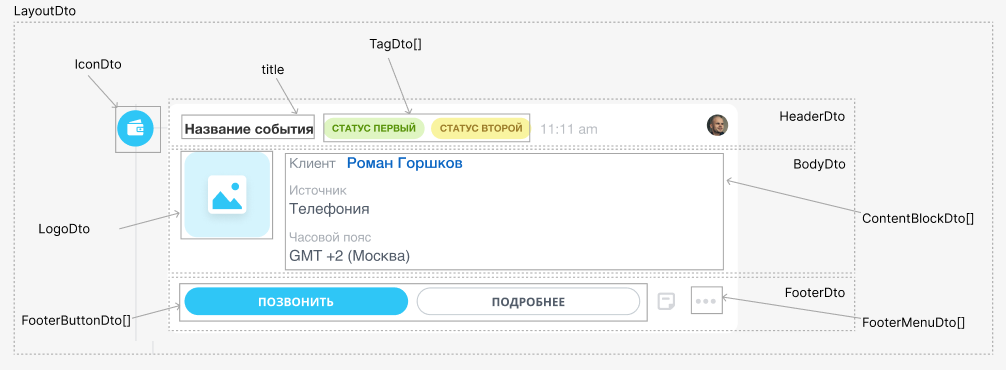 LayoutDto
TagDto[]
IconDto
title
HeaderDto
Название события СТАТУС ПЕРВЫЙ СТАТУС ВТОРОЙ 11:11 am
BodyDto
Клиент Роман Горшков
Источник
Телефония
ContentBlockDto[]
LogoDto
Часовой пояс
GMT +2 (Москва)
FooterDto
ПОЗВОНИТЬ ПОДРОБНЕЕ
FooterButtonDto[]
FooterMenuDto[]